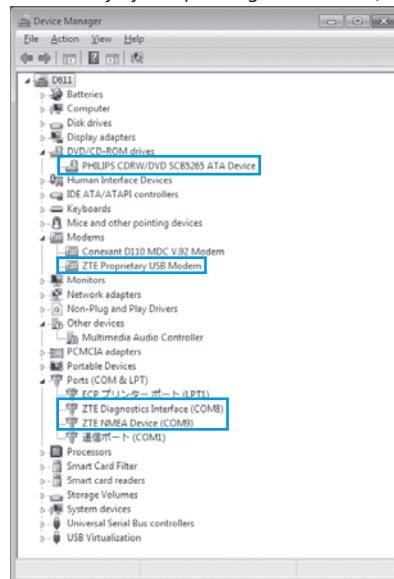 Device Manager
File Action View Help
D611
Batteries
Computer
Disk drives
Display adapters
DVD/CD-ROM drives
PHILIPS CDRW/DVD SCB5265 ATA Device
Human Interface Devices
IDE ATA/ATAPI controllers
Keyboards
Mice and other pointing devices
Modems
Conexant D110 MDC V.92 Modem
ZTE Proprietary USB Modem
Monitors
Network adapters
Non-Plug and Play Drivers
Other devices
Multimedia Audio Controller
PCMCIA adapters
Portable Devices
Ports (COM & LPT)
ECP プリンター ポート (LPT1)
ZTE Diagnostics Interface (COM8)
ZTE NMEA Device (COM9)
通信ポート (COM1)
Processors
Smart Card Filter
Smart card readers
Storage Volumes
System devices
Universal Serial Bus controllers
USB Virtualization